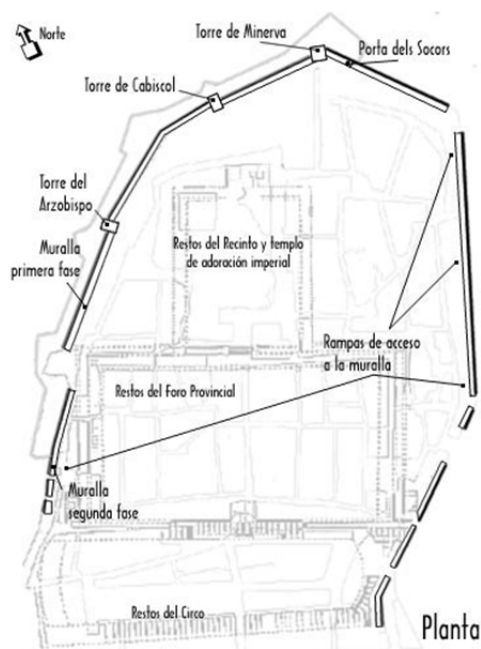 Norte
Torre de Minerva
Porta dels Socors
Torre de Cabiscol
Torre del
Arzobispo
Muralla
primera fase
Restos del Recinto y templo
de adoración imperial
Rampas de acceso
a la muralla
Restos del Foro Provincial
Muralla
segunda fase
Restos del Circo
Planta